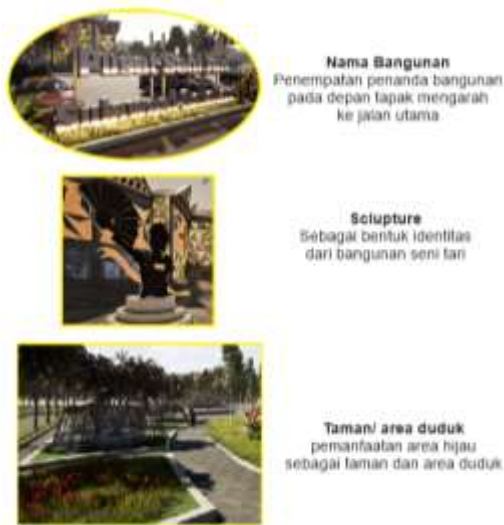 Nama Bangunan
Penempatan penanda bangunan
pada depan tapak mengarah
ke jalan utama
Sclupture
Sebagai bentuk identitas
dari bangunan seni tari
Taman/ area duduk
pemanfaatan area hijau
sebagai taman dan area duduk